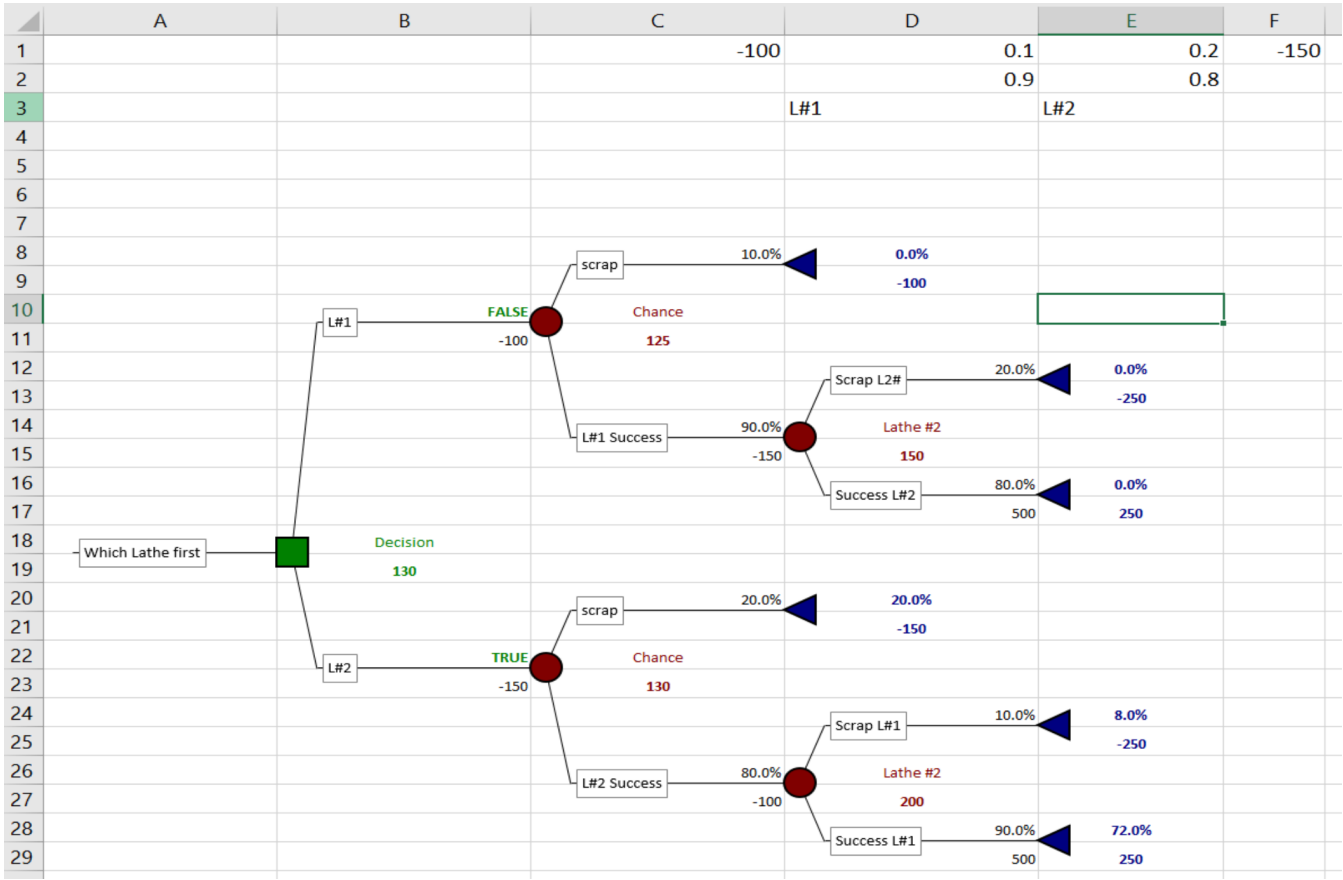 A B C D E F
1 -100 0.1 0.2 -150
2 0.9 0.8
3 L#1 L#2
4
5
6
7
8 scrap 10.0% 0.0%
9 -100
10 L#1 FALSE Chance
11 -100 125
12 Scrap L2# 20.0% 0.0%
13 -250
14 L#1 Success 90.0% Lathe #2
15 -150 150
16 Success L#2 80.0% 0.0%
17 500 250
18 Which Lathe first Decision
19 130
20 scrap 20.0% 20.0%
21 -150
22 L#2 TRUE Chance
23 -150 130
24 Scrap L#1 10.0% 8.0%
25 -250
26 L#2 Success 80.0% Lathe #2
27 -100 200
28 Success L#1 90.0% 72.0%
29 500 250